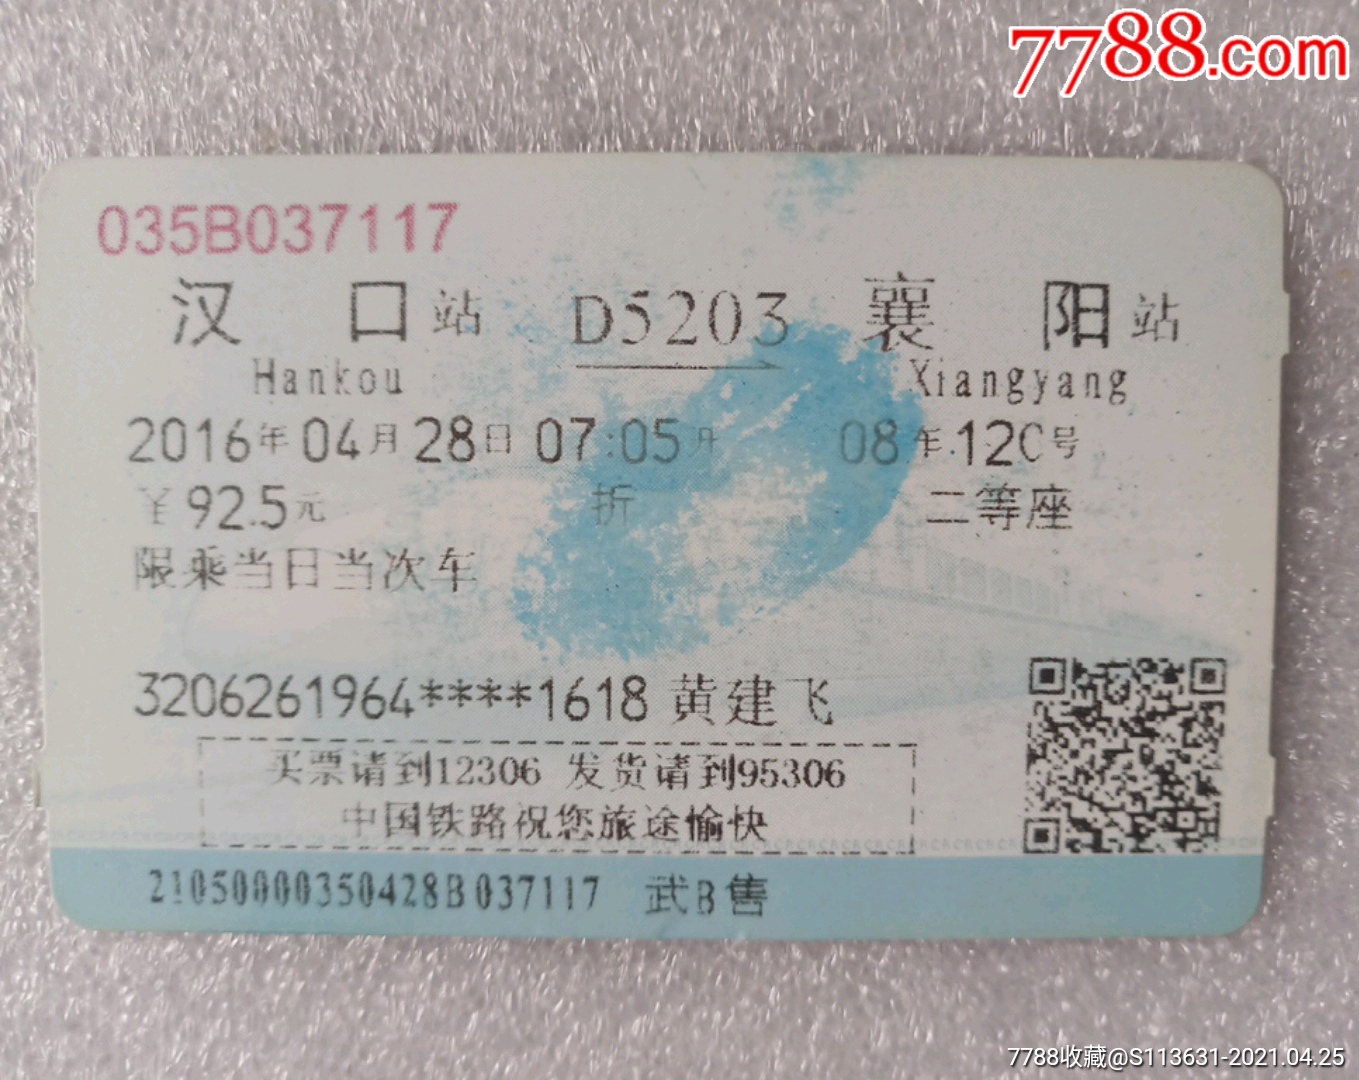 7788.com
035B037117
汉 口站 D5203 襄 阳站
Hankou Xiangyang
2016年04月28日07:05开 08车.12C号
￥92.5元 折 二等座
限乘当日当次车
3206261964****1618 黄建飞
买票请到12306 发货请到95306
中国铁路祝您旅途愉快
21050000350428B037117 武B售
7788收藏@S113631-2021.04.25